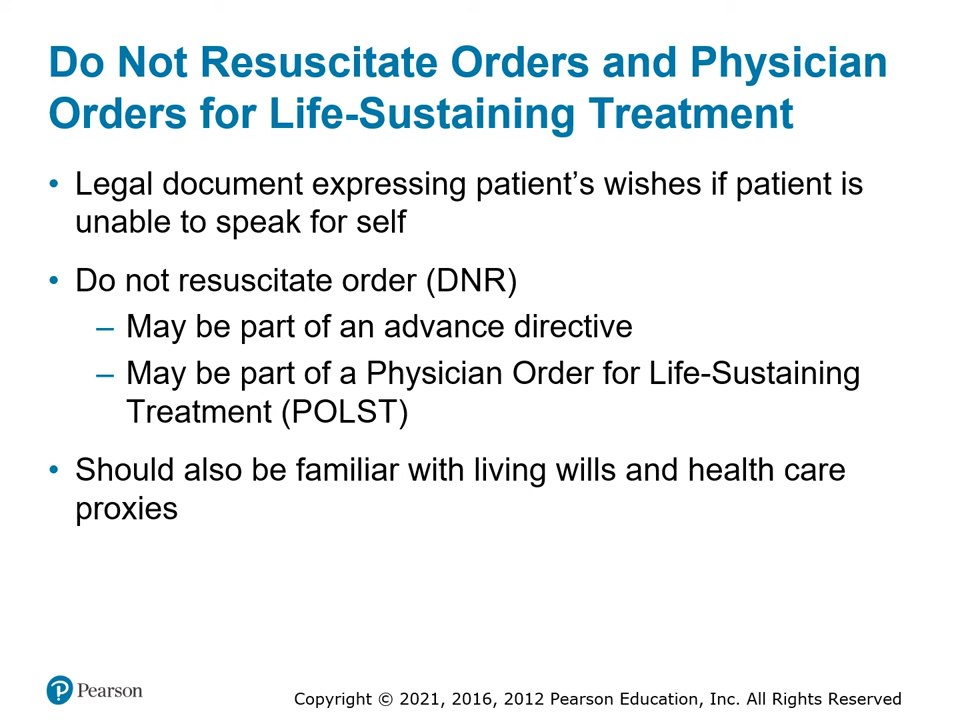 Do Not Resuscitate Orders and Physician
Orders for Life-Sustaining Treatment
• Legal document expressing patient’s wishes if patient is
unable to speak for self
• Do not resuscitate order (DNR)
– May be part of an advance directive
– May be part of a Physician Order for Life-Sustaining
Treatment (POLST)
• Should also be familiar with living wills and health care
proxies
P Pearson
Copyright © 2021, 2016, 2012 Pearson Education, Inc. All Rights Reserved